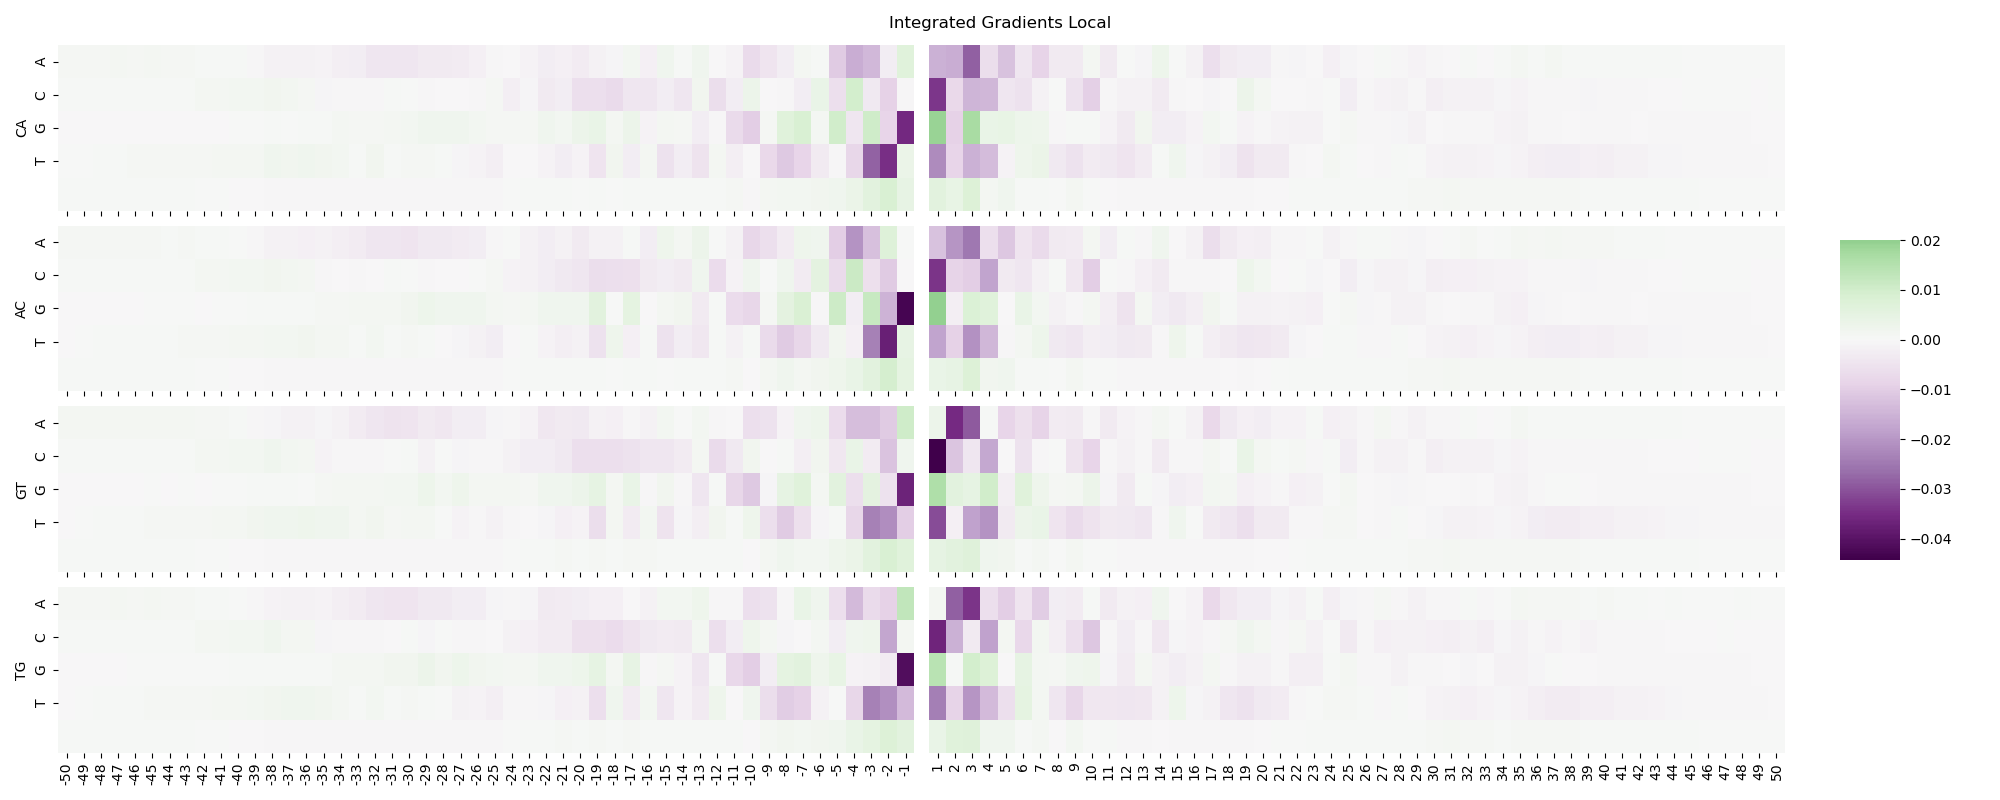 Integrated Gradients Local
CA
A
C
G
T
AC
A
C
G
T
GT
A
C
G
T
TG
A
C
G
T
-50 -49 -48 -47 -46 -45 -44 -43 -42 -41 -40 -39 -38 -37 -36 -35 -34 -33 -32 -31 -30 -29 -28 -27 -26 -25 -24 -23 -22 -21 -20 -19 -18 -17 -16 -15 -14 -13 -12 -11 -10 -9 -8 -7 -6 -5 -4 -3 -2 -1
1 2 3 4 5 6 7 8 9 10 11 12 13 14 15 16 17 18 19 20 21 22 23 24 25 26 27 28 29 30 31 32 33 34 35 36 37 38 39 40 41 42 43 44 45 46 47 48 49 50
0.02
0.01
0.00
−0.01
−0.02
−0.03
−0.04